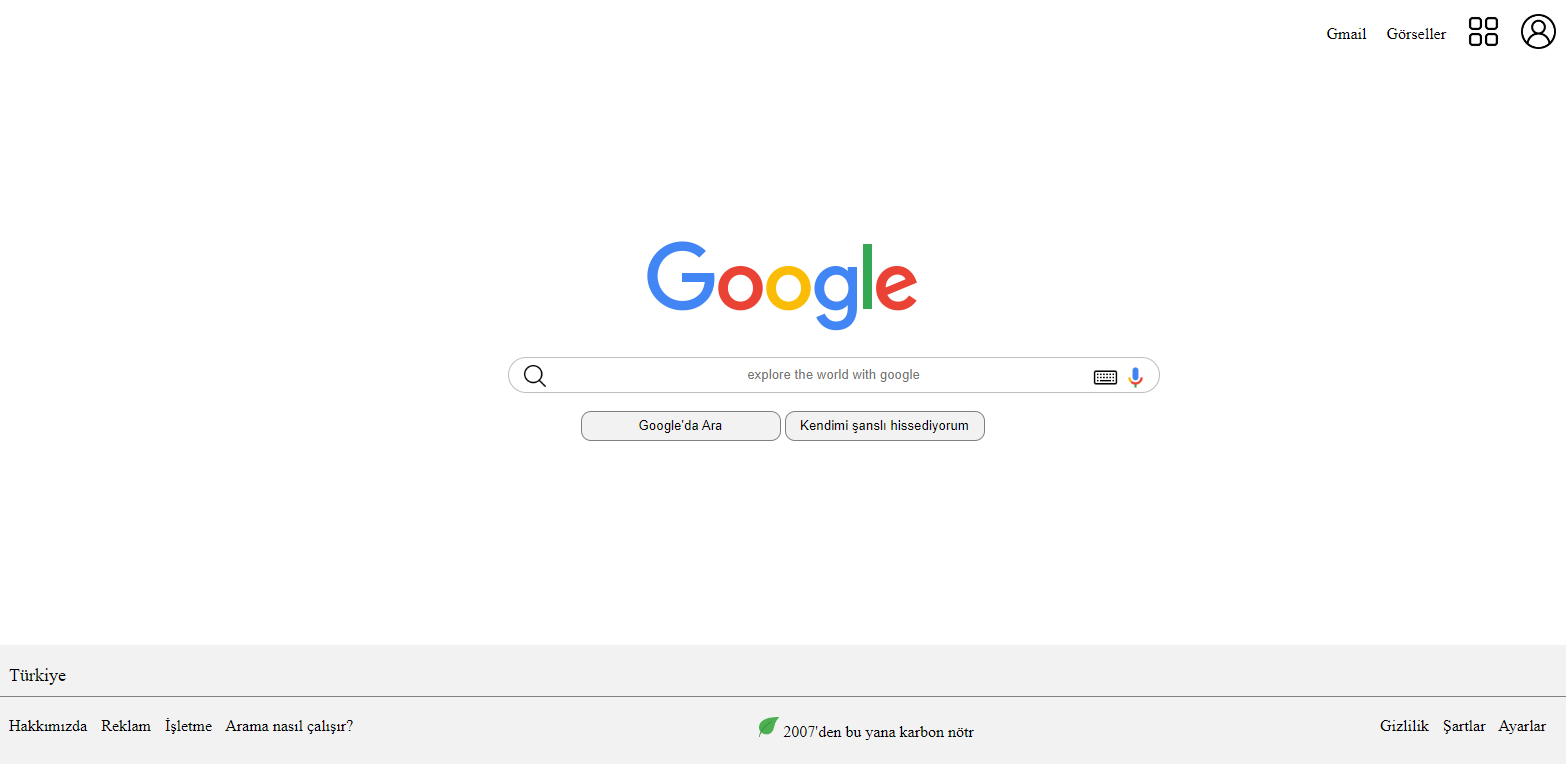 Gmail Görseller
Google
explore the world with google
Google'da Ara Kendimi şanslı hissediyorum
Türkiye
Hakkımızda Reklam İşletme Arama nasıl çalışır? 2007'den bu yana karbon nötr Gizlilik Şartlar Ayarlar